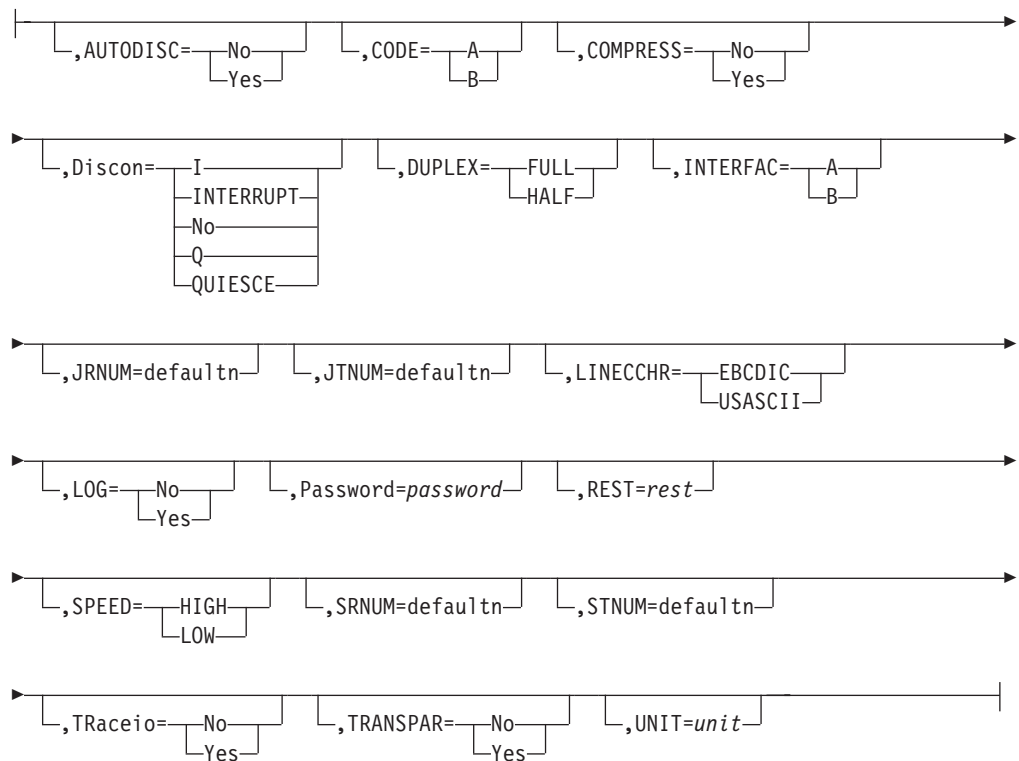 ,AUTODISC= No ,CODE= A ,COMPRESS= No
Yes B Yes
,Discon= I ,DUPLEX= FULL ,INTERFAC= A
INTERRUPT HALF B
No
Q
QUIESCE
,JRNUM=defaultn ,JTNUM=defaultn ,LINECCHR= EBCDIC
USASCII
,LOG= No ,Password=password ,REST=rest
Yes
,SPEED= HIGH ,SRNUM=defaultn ,STNUM=defaultn
LOW
,TRaceio= No ,TRANSPAR= No ,UNIT=unit
Yes Yes